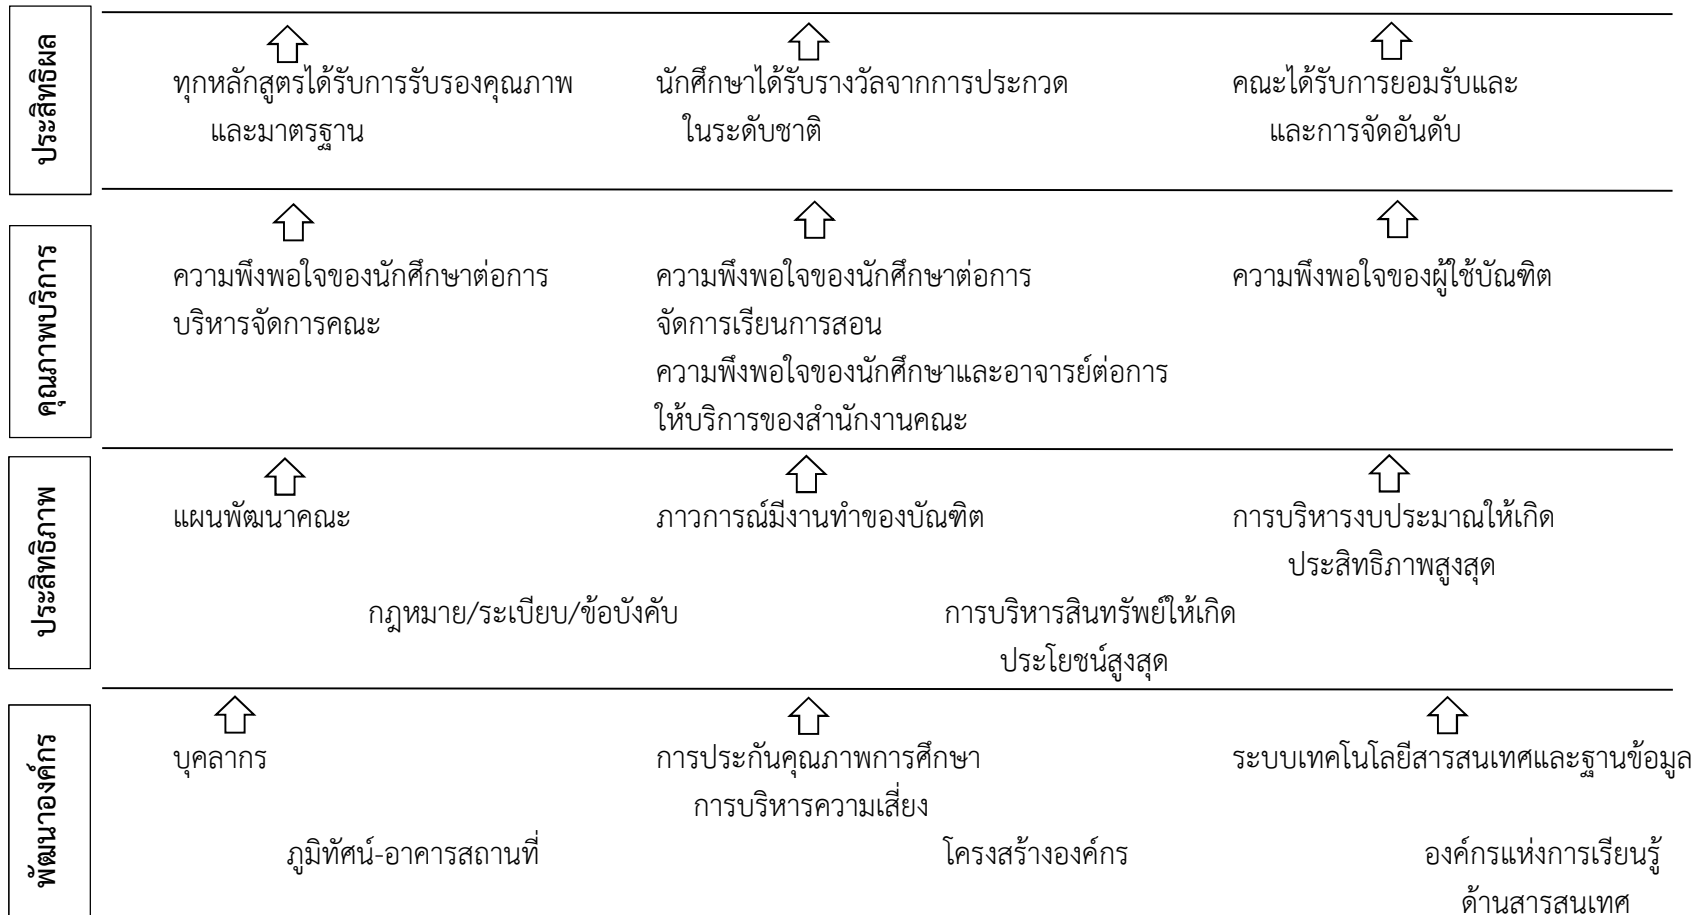 ประสิทธิผล
ทุกหลักสูตรได้รับการรับรองคุณภาพ
และมาตรฐาน
นักศึกษาได้รับรางวัลจากการประกวด
ในระดับชาติ
คณะได้รับการยอมรับและ
และการจัดอันดับ
คุณภาพบริการ
ความพึงพอใจของนักศึกษาต่อการ
บริหารจัดการคณะ
ความพึงพอใจของนักศึกษาต่อการ
จัดการเรียนการสอน
ความพึงพอใจของนักศึกษาและอาจารย์ต่อการ
ให้บริการของสำนักงานคณะ
ความพึงพอใจของผู้ใช้บัณฑิต
ประสิทธิภาพ
แผนพัฒนาคณะ
ภาวการณ์มีงานทำของบัณฑิต
การบริหารงบประมาณให้เกิด
ประสิทธิภาพสูงสุด
กฎหมาย/ระเบียบ/ข้อบังคับ
การบริหารสินทรัพย์ให้เกิด
ประโยชน์สูงสุด
พัฒนาองค์กร
บุคลากร
การประกันคุณภาพการศึกษา
การบริหารความเสี่ยง
ระบบเทคโนโลยีสารสนเทศและฐานข้อมูล
ภูมิทัศน์-อาคารสถานที่
โครงสร้างองค์กร
องค์กรแห่งการเรียนรู้
ด้านสารสนเทศ